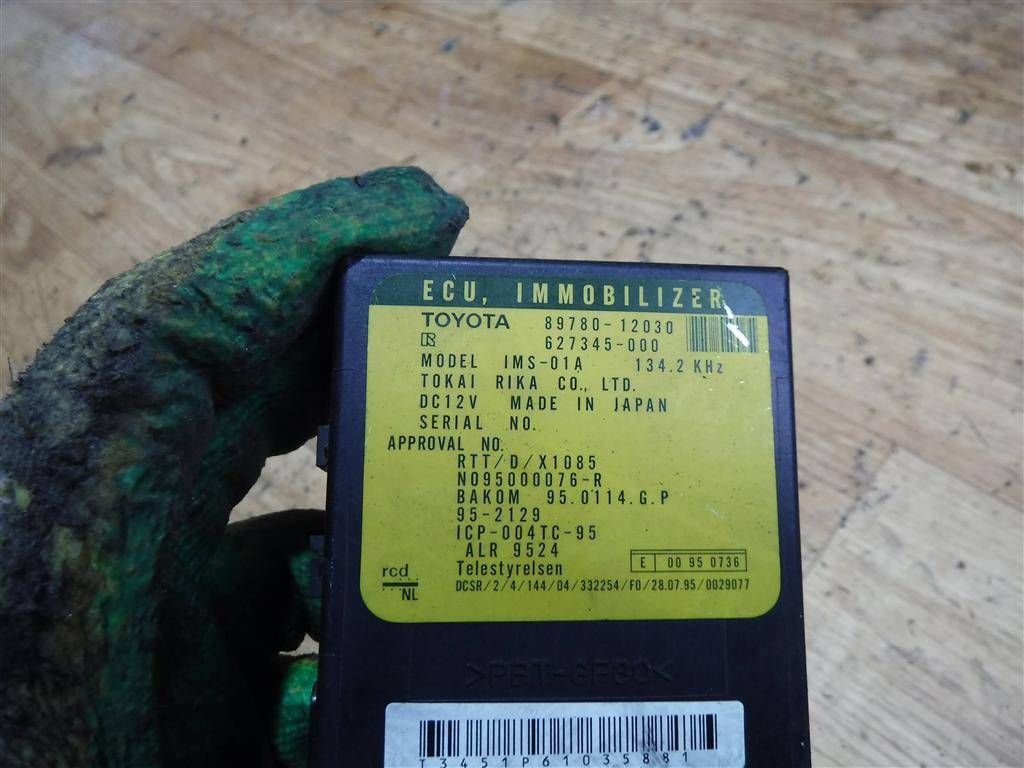 ECU, IMMOBILIZER
TOYOTA 89780-12030
R 627345-000
MODEL IMS-01A 134.2 KHz
TOKAI RIKA CO., LTD.
DC12V MADE IN JAPAN
SERIAL NO.
APPROVAL NO.
RTT/D/X1085
NO95000076-R
BAKOM 95.0114.G.P
95-2129
ICP-004TC-95
ALR 9524
Telestyrelsen
E 00 95 0736
rcd
NL
DCSR/2/4/144/04/332254/FO/28.07.95/0029077
>PBT-GF30<
T3451P61035881